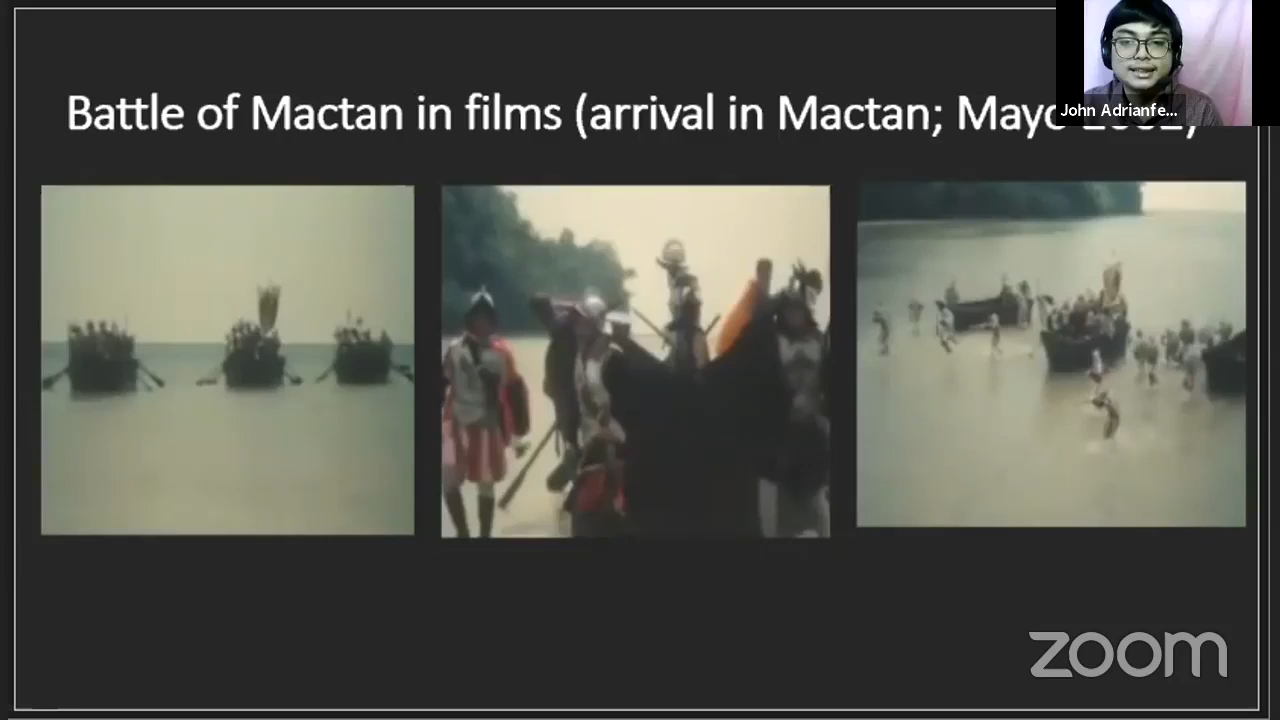 Battle of Mactan in films (arrival in Mactan; Mayo
John Adrianfe...
zoom